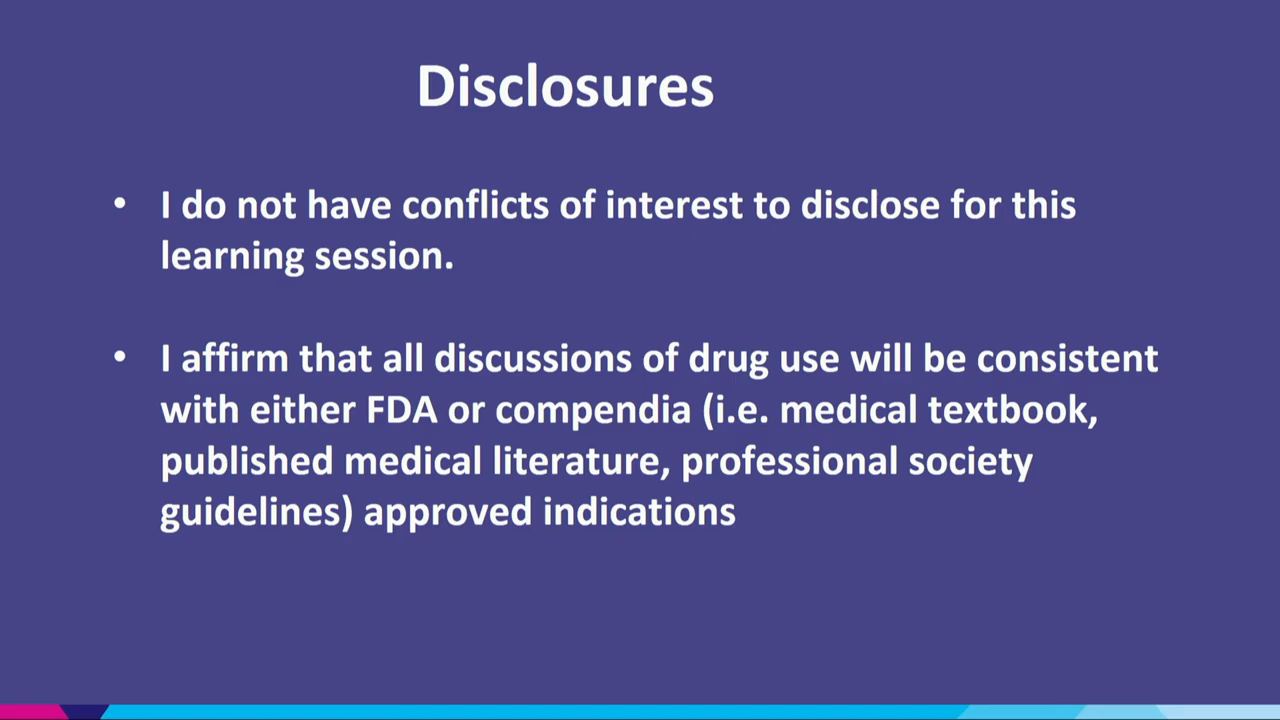 Disclosures
• I do not have conflicts of interest to disclose for this
learning session.
• I affirm that all discussions of drug use will be consistent
with either FDA or compendia (i.e. medical textbook,
published medical literature, professional society
guidelines) approved indications